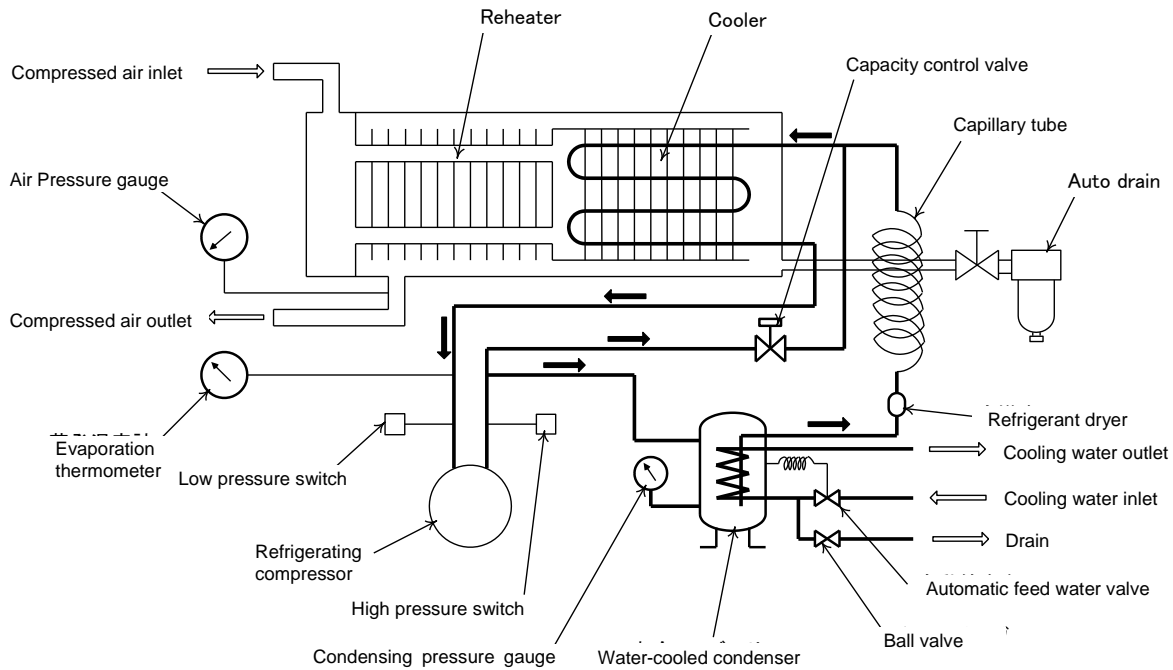 Reheater
Cooler
Compressed air inlet
Capacity control valve
Capillary tube
Air Pressure gauge
Auto drain
Compressed air outlet
Refrigerant dryer
Evaporation
thermometer
Cooling water outlet
Low pressure switch
Cooling water inlet
Drain
Refrigerating
compressor
Automatic feed water valve
High pressure switch
Ball valve
Condensing pressure gauge
Water-cooled condenser